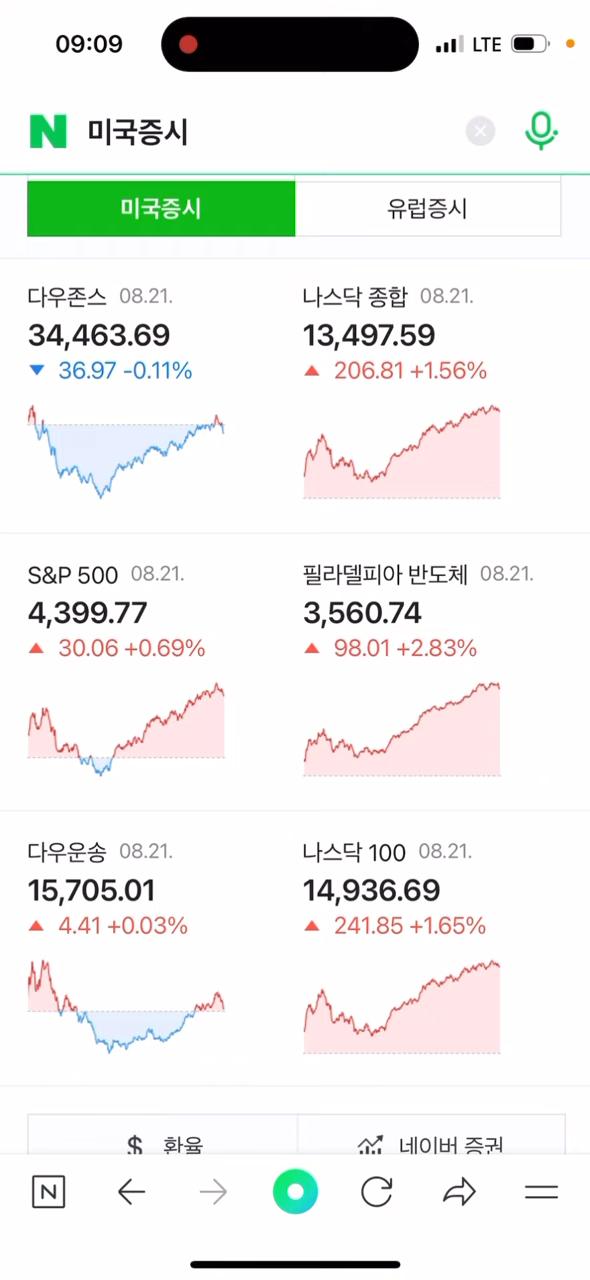 09:09
LTE
N 미국증시
미국증시
유럽증시
다우존스 08.21.
34,463.69
▼ 36.97 -0.11%
나스닥 종합 08.21.
13,497.59
▲ 206.81 +1.56%
S&P 500 08.21.
4,399.77
▲ 30.06 +0.69%
필라델피아 반도체 08.21.
3,560.74
▲ 98.01 +2.83%
다우운송 08.21.
15,705.01
▲ 4.41 +0.03%
나스닥 100 08.21.
14,936.69
▲ 241.85 +1.65%
$ 환율
네이버 증권
N